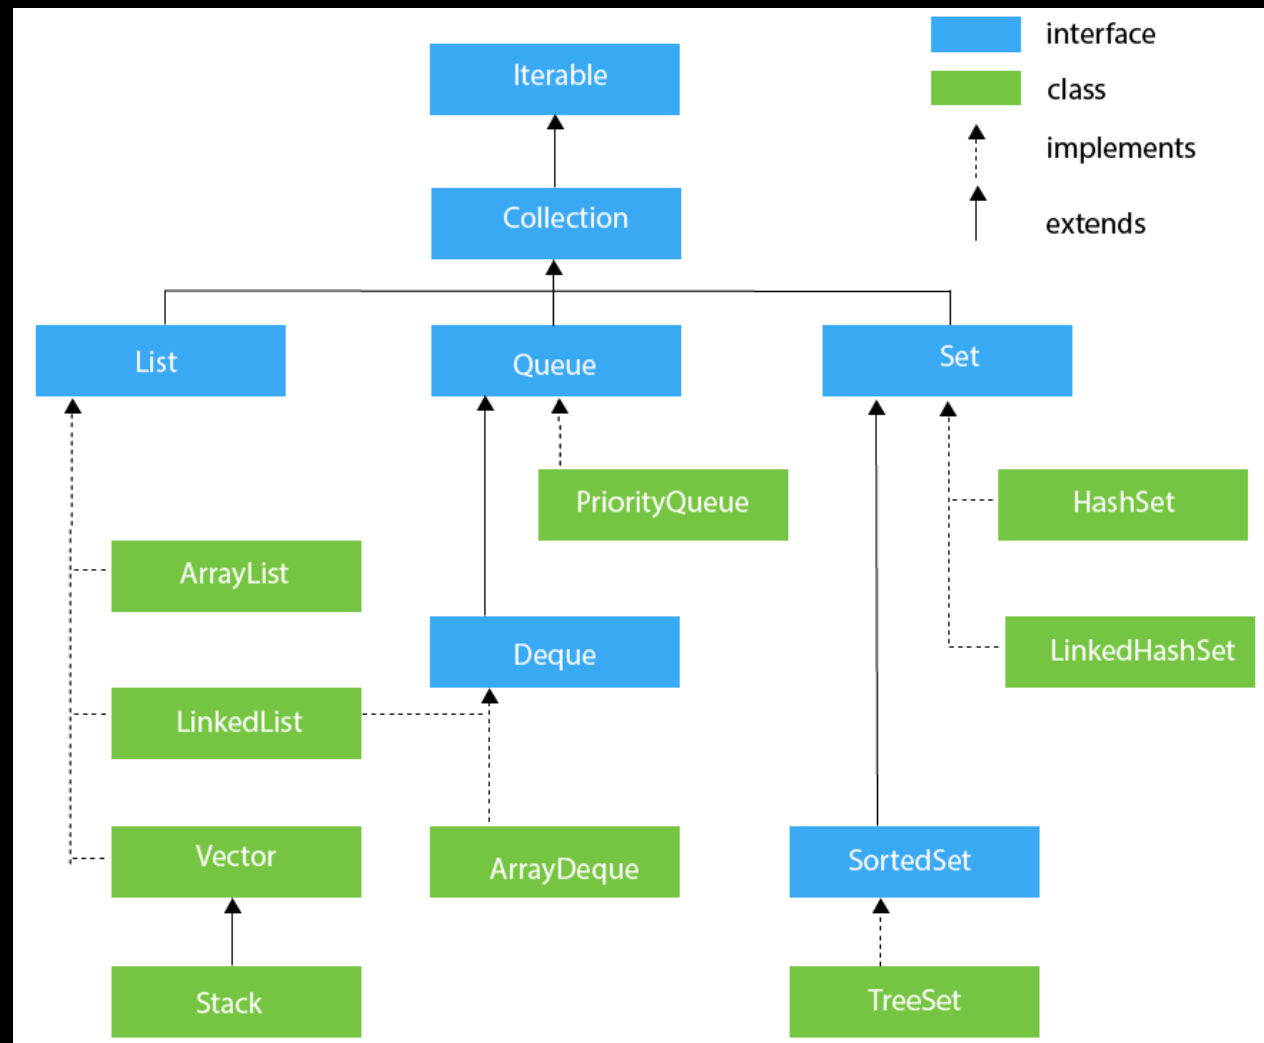 interface
Iterable
class
implements
Collection
extends
List
Queue
Set
PriorityQueue
HashSet
ArrayList
Deque
LinkedHashSet
LinkedList
Vector
ArrayDeque
SortedSet
Stack
TreeSet